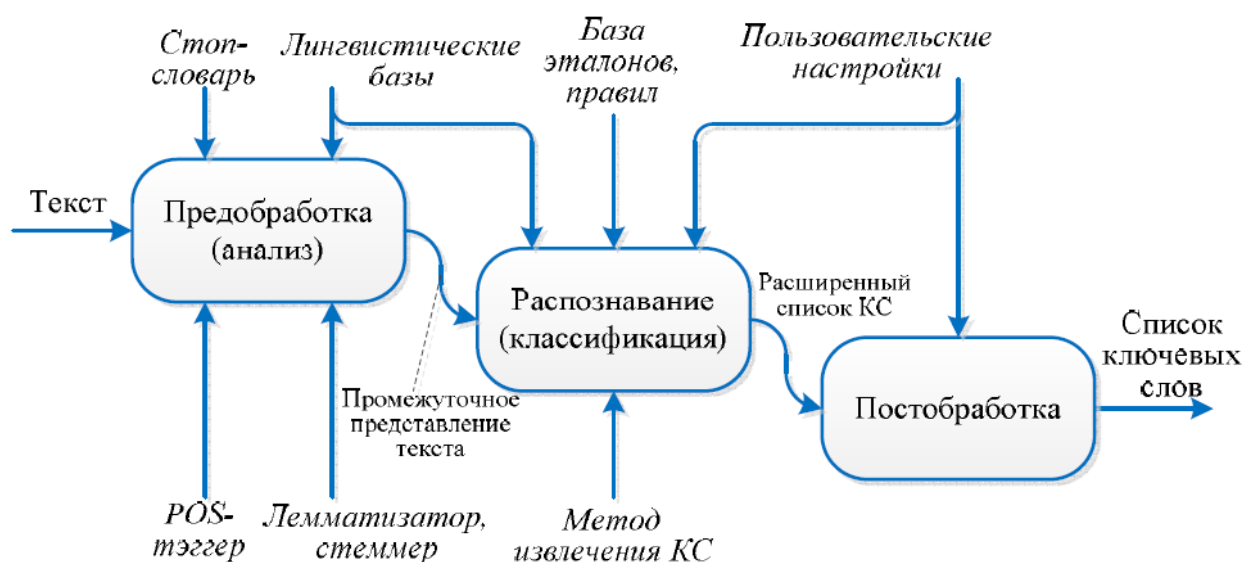 Стоп-
словарь
Лингвистические
базы
База
эталонов,
правил
Пользовательские
настройки
Текст
Предобработка
(анализ)
Распознавание
(классификация)
Расширенный
список КС
Список
ключевых
слов
Постобработка
Промежуточное
представление
текста
POS-
тэггер
Лемматизатор,
стеммер
Метод
извлечения КС